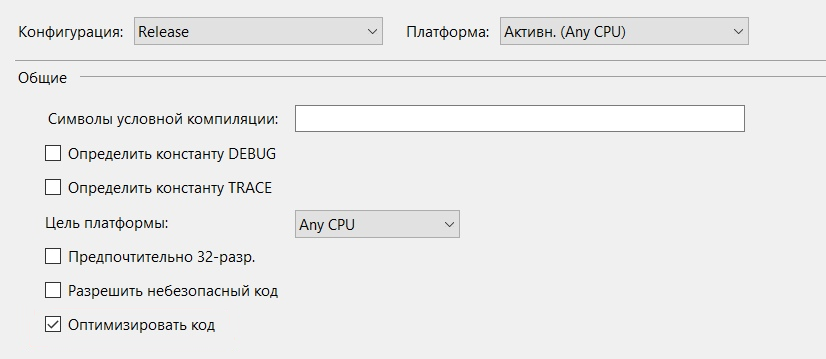 Конфигурация: Release Платформа: Активн. (Any CPU)
Общие
Символы условной компиляции:
Определить константу DEBUG
Определить константу TRACE
Цель платформы: Any CPU
Предпочтительно 32-разр.
Разрешить небезопасный код
Оптимизировать код